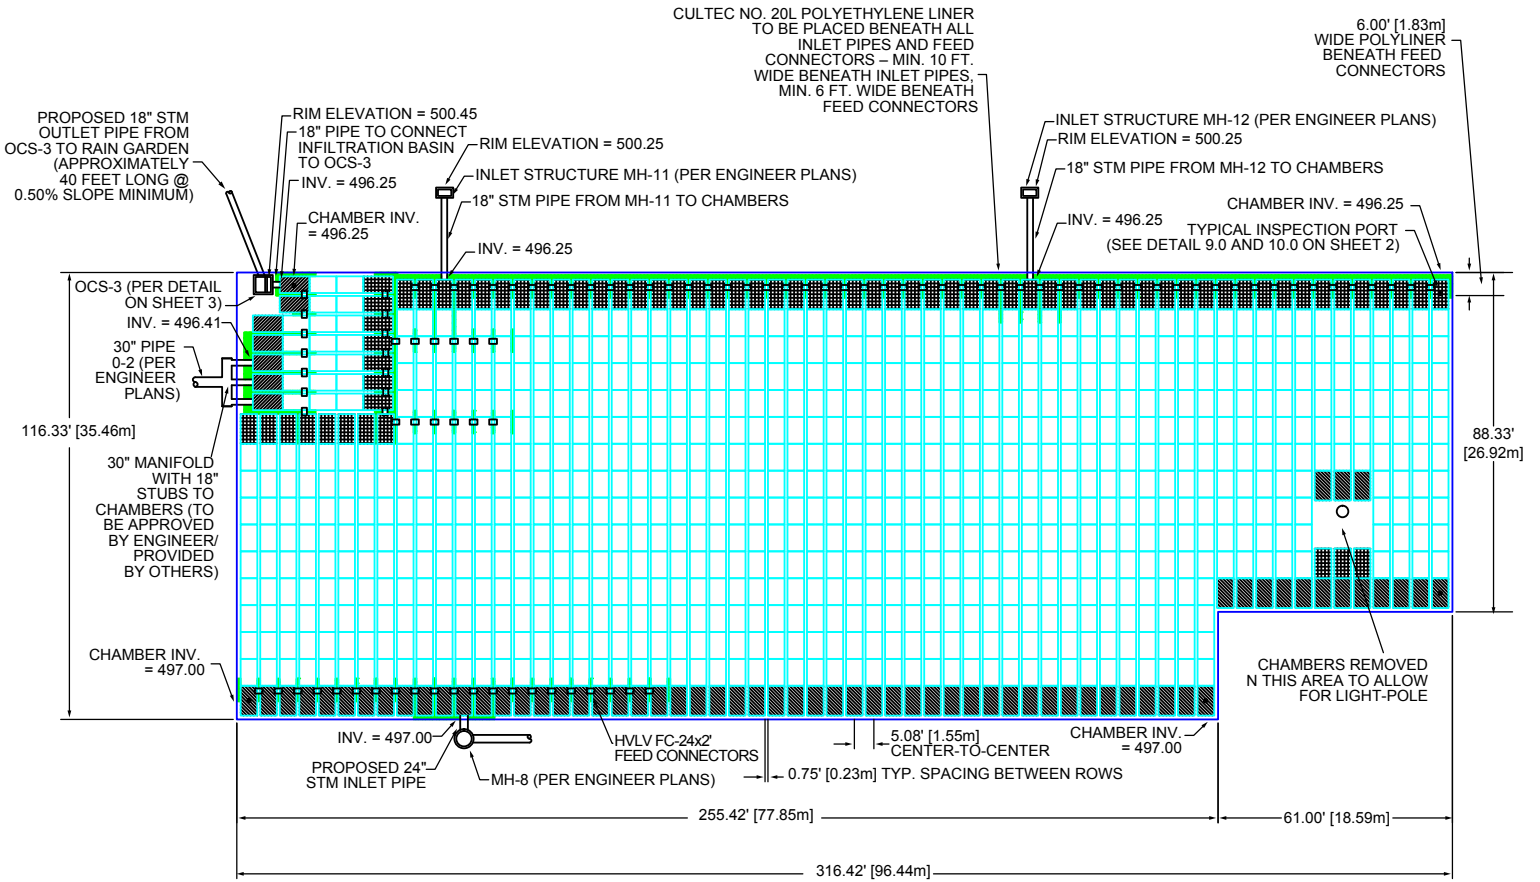 CULTEC NO. 20L POLYETHYLENE LINER
TO BE PLACED BENEATH ALL
INLET PIPES AND FEED
CONNECTORS – MIN. 10 FT.
WIDE BENEATH INLET PIPES,
MIN. 6 FT. WIDE BENEATH
FEED CONNECTORS
6.00' [1.83m]
WIDE POLYLINER
BENEATH FEED
CONNECTORS
PROPOSED 18" STM
OUTLET PIPE FROM
OCS-3 TO RAIN GARDEN
(APPROXIMATELY
40 FEET LONG @
0.50% SLOPE MINIMUM)
RIM ELEVATION = 500.45
18" PIPE TO CONNECT
INFILTRATION BASIN
TO OCS-3
INV. = 496.25
CHAMBER INV.
= 496.25
RIM ELEVATION = 500.25
INLET STRUCTURE MH-11 (PER ENGINEER PLANS)
18" STM PIPE FROM MH-11 TO CHAMBERS
INV. = 496.25
INLET STRUCTURE MH-12 (PER ENGINEER PLANS)
RIM ELEVATION = 500.25
18" STM PIPE FROM MH-12 TO CHAMBERS
INV. = 496.25
CHAMBER INV. = 496.25
TYPICAL INSPECTION PORT
(SEE DETAIL 9.0 AND 10.0 ON SHEET 2)
OCS-3 (PER DETAIL
ON SHEET 3)
INV. = 496.41
30" PIPE
0-2 (PER
ENGINEER
PLANS)
116.33' [35.46m]
30" MANIFOLD
WITH 18"
STUBS TO
CHAMBERS (TO
BE APPROVED
BY ENGINEER/
PROVIDED
BY OTHERS)
88.33'
[26.92m]
CHAMBER INV.
= 497.00
CHAMBERS REMOVED
N THIS AREA TO ALLOW
FOR LIGHT-POLE
INV. = 497.00
PROPOSED 24"
STM INLET PIPE
MH-8 (PER ENGINEER PLANS)
HVLV FC-24x2'
FEED CONNECTORS
5.08' [1.55m]
CENTER-TO-CENTER
0.75' [0.23m] TYP. SPACING BETWEEN ROWS
CHAMBER INV.
= 497.00
255.42' [77.85m]
61.00' [18.59m]
316.42' [96.44m]